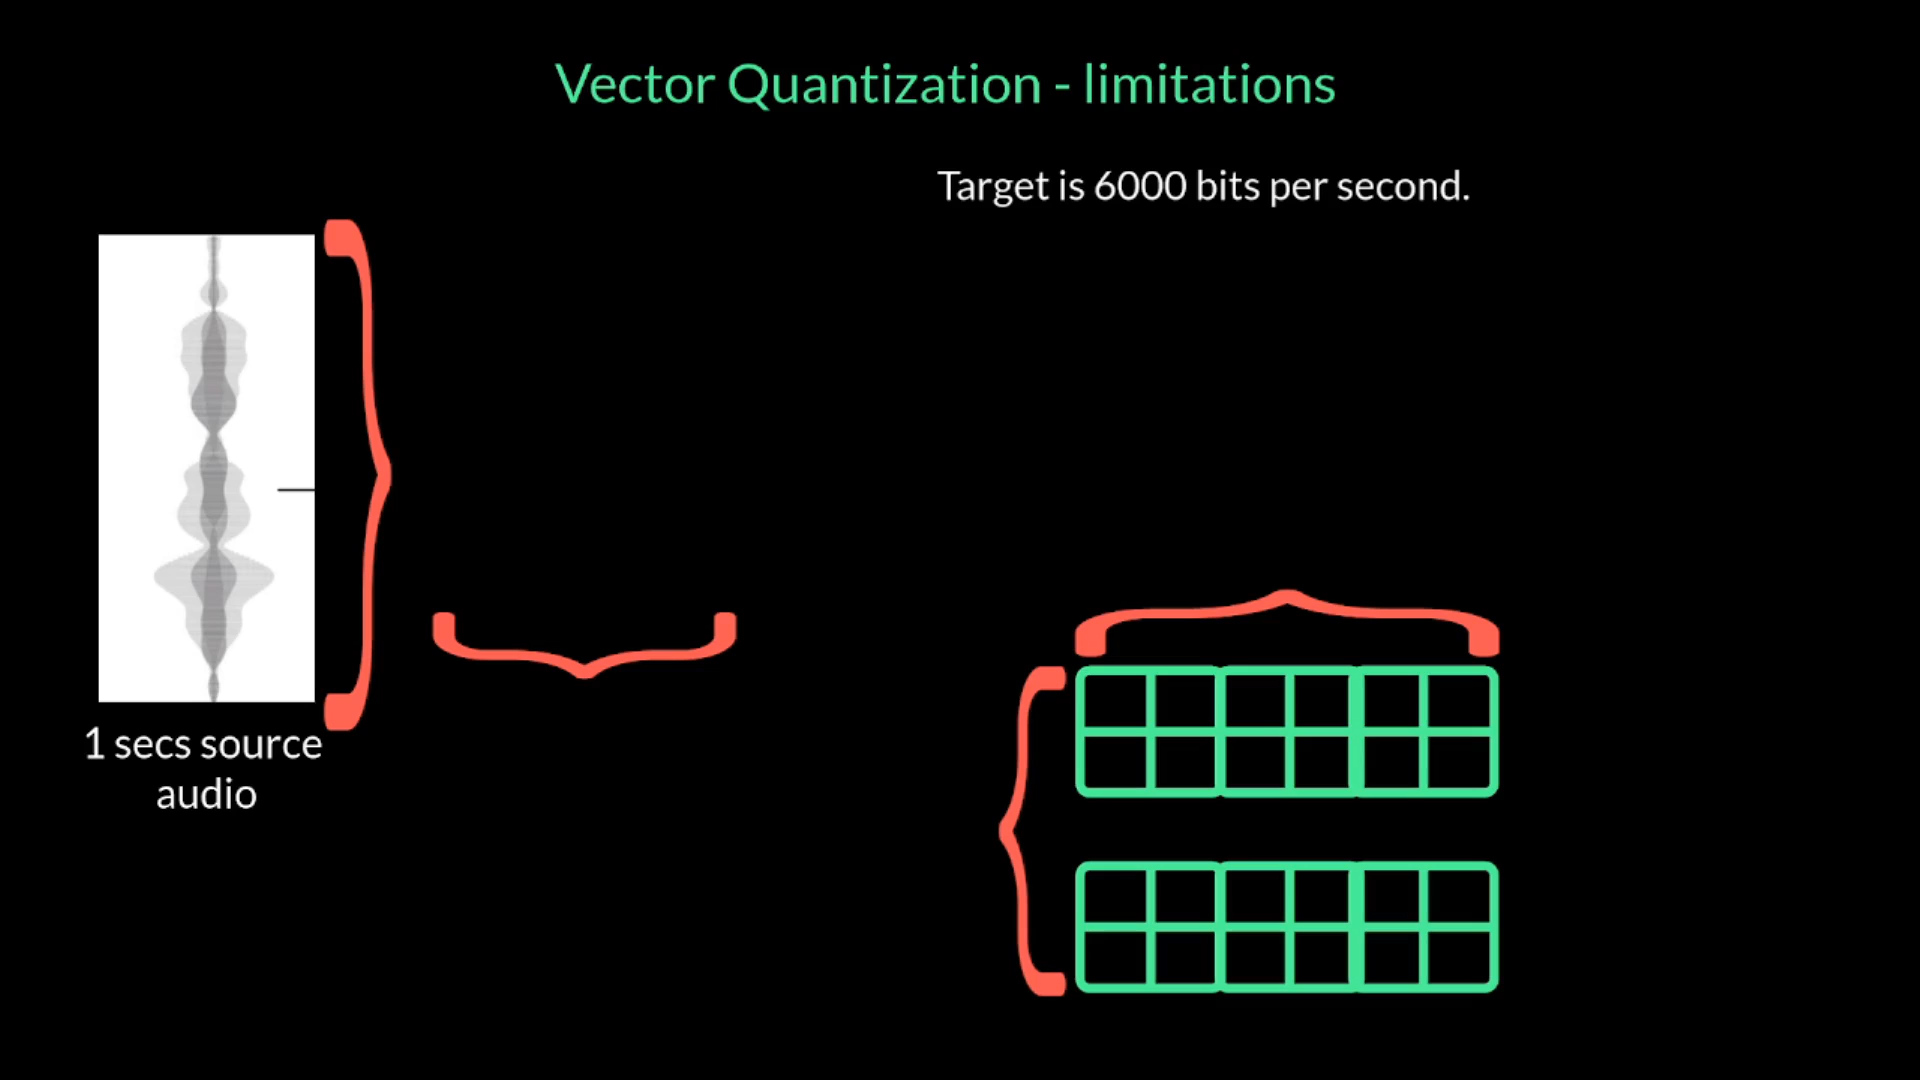 Vector Quantization - limitations
Target is 6000 bits per second.
1 secs source
audio